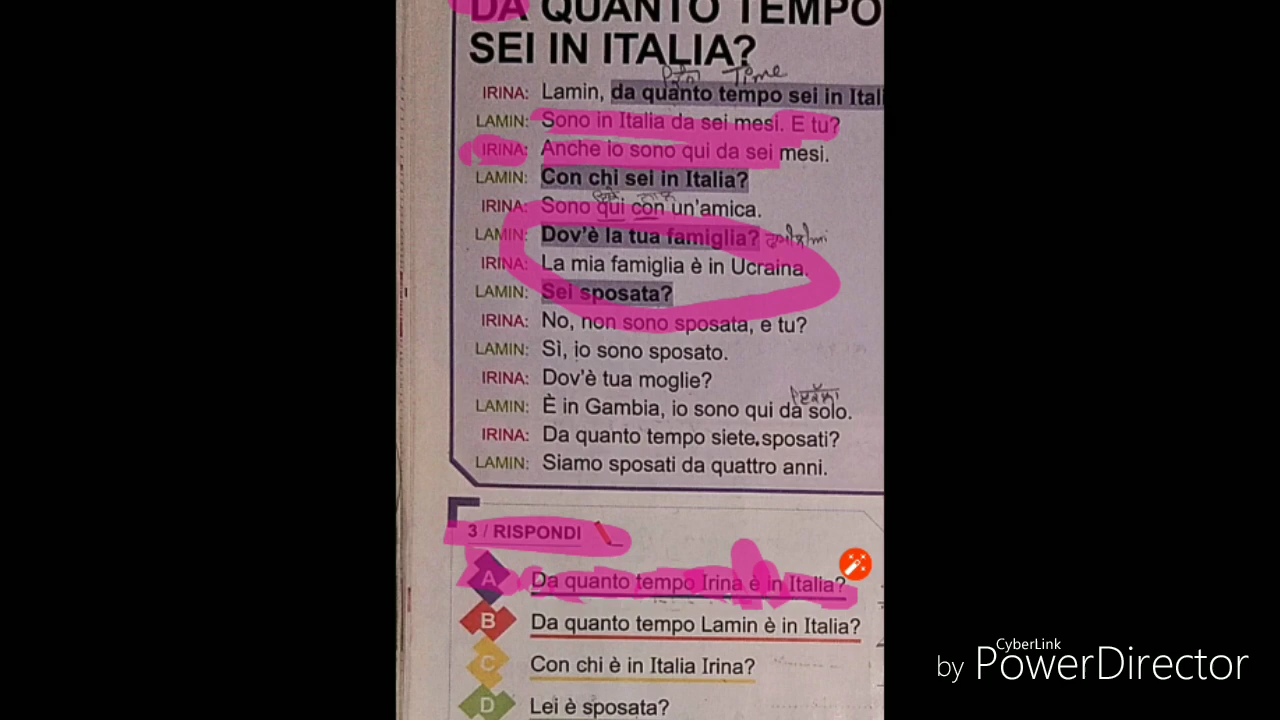 DA QUANTO TEMPO
SEI IN ITALIA?
Time
IRINA: Lamin, da quanto tempo sei in Itali
LAMIN: Sono in Italia da sei mesi. E tu?
IRINA: Anche io sono qui da sei mesi.
LAMIN: Con chi sei in Italia?
IRINA: Sono qui con un'amica.
LAMIN: Dov'è la tua famiglia?
IRINA: La mia famiglia è in Ucraina.
LAMIN: Sei sposata?
IRINA: No, non sono sposata, e tu?
LAMIN: Sì, io sono sposato.
IRINA: Dov'è tua moglie?
LAMIN: È in Gambia, io sono qui da solo.
IRINA: Da quanto tempo siete sposati?
LAMIN: Siamo sposati da quattro anni.
3 / RISPONDI
A Da quanto tempo Irina è in Italia?
B Da quanto tempo Lamin è in Italia?
C Con chi è in Italia Irina?
D Lei è sposata?
by CyberLink PowerDirector